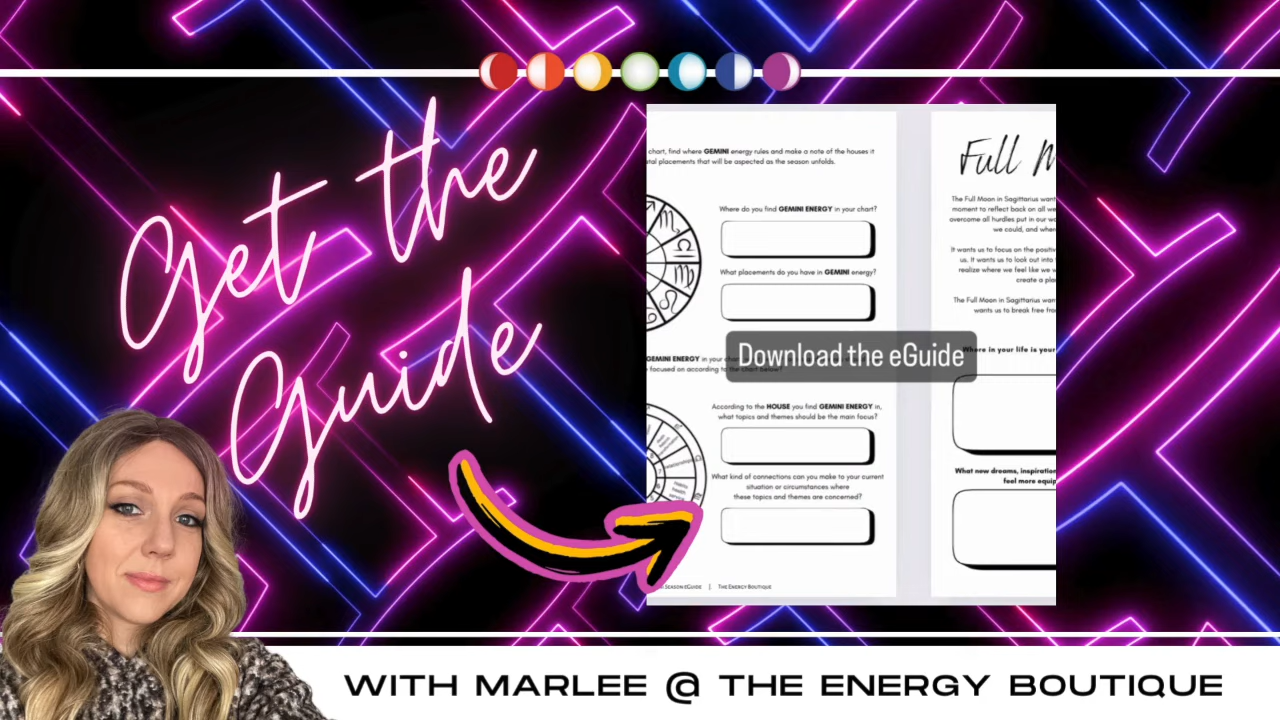 Get the
Guide
chart, find where GEMINI energy rules and make a note of the houses it
placements that will be aspected as the season unfolds.
Where do you find GEMINI ENERGY in your chart?
What placements do you have in GEMINI energy?
GEMINI ENERGY in your
focused on according to the chart below?
According to the HOUSE you find GEMINI ENERGY in,
what topics and themes should be the main focus?
What kind of connections can you make to your current
situation or circumstances where
these topics and themes are concerned?
SEASON EGUIDE | THE ENERGY BOUTIQUE
Download the eGuide
Full M
The Full Moon in Sagittarius want
moment to reflect back on all we
overcome all hurdles put in our wa
we could, and wher
It wants us to focus on the positiv
us. It wants us to look out into
realize where we feel like we w
create a pla
The Full Moon in Sagittarius wan
wants us to break free fra
Where in your life is your
What new dreams, inspiration
feel more equip
WITH MARLEE @ THE ENERGY BOUTIQUE